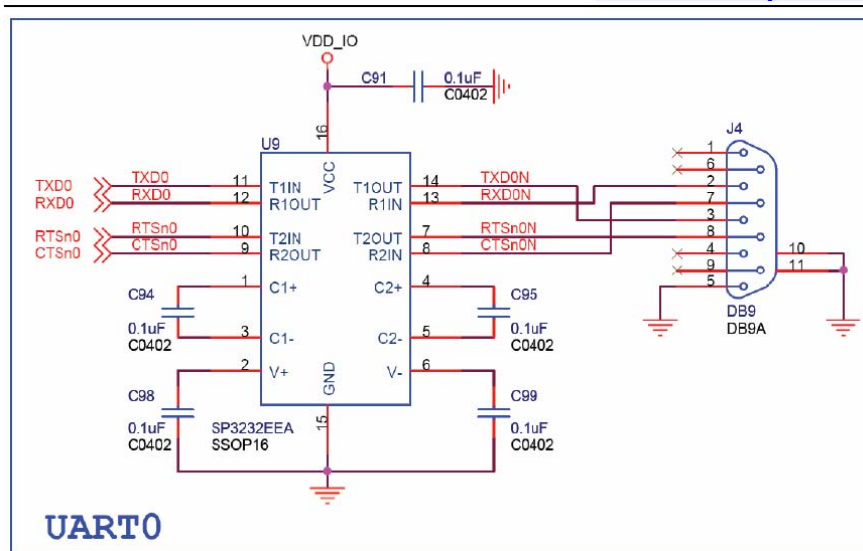 VDD_IO
C91
0.1uF
C0402
J4
U9
16
VCC
1
6
2
7
3
8
4
9
5
10
11
DB9
DB9A
TXD0
RXD0
RTSn0
CTSn0
TXD0
RXD0
RTSn0
CTSn0
11
12
10
9
T1IN
R1OUT
T2IN
R2OUT
T1OUT
R1IN
T2OUT
R2IN
14
13
7
8
TXD0N
RXD0N
RTSn0N
CTSn0N
1
C1+
C2+
4
C94
0.1uF
C0402
C95
0.1uF
C0402
3
C1-
C2-
5
2
V+
GND
V-
6
C98
0.1uF
C0402
C99
0.1uF
C0402
15
SP3232EEA
SSOP16
UART0